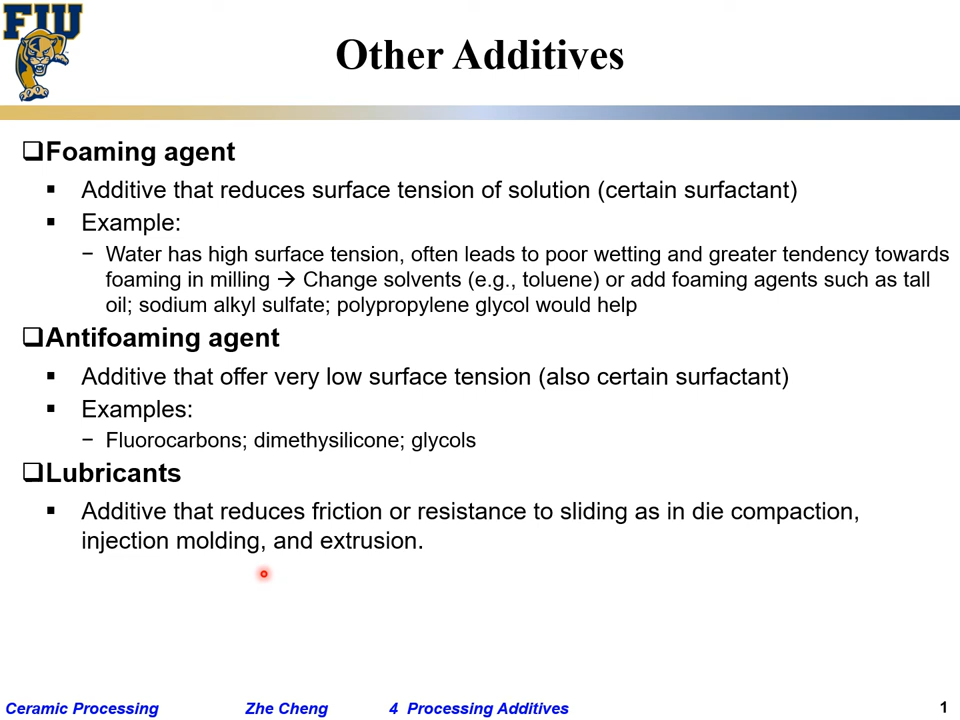 FIU
Other Additives
❑Foaming agent
▪ Additive that reduces surface tension of solution (certain surfactant)
▪ Example:
− Water has high surface tension, often leads to poor wetting and greater tendency towards
foaming in milling → Change solvents (e.g., toluene) or add foaming agents such as tall
oil; sodium alkyl sulfate; polypropylene glycol would help
❑Antifoaming agent
▪ Additive that offer very low surface tension (also certain surfactant)
▪ Examples:
− Fluorocarbons; dimethysilicone; glycols
❑Lubricants
▪ Additive that reduces friction or resistance to sliding as in die compaction,
injection molding, and extrusion.
Ceramic Processing Zhe Cheng 4 Processing Additives 1